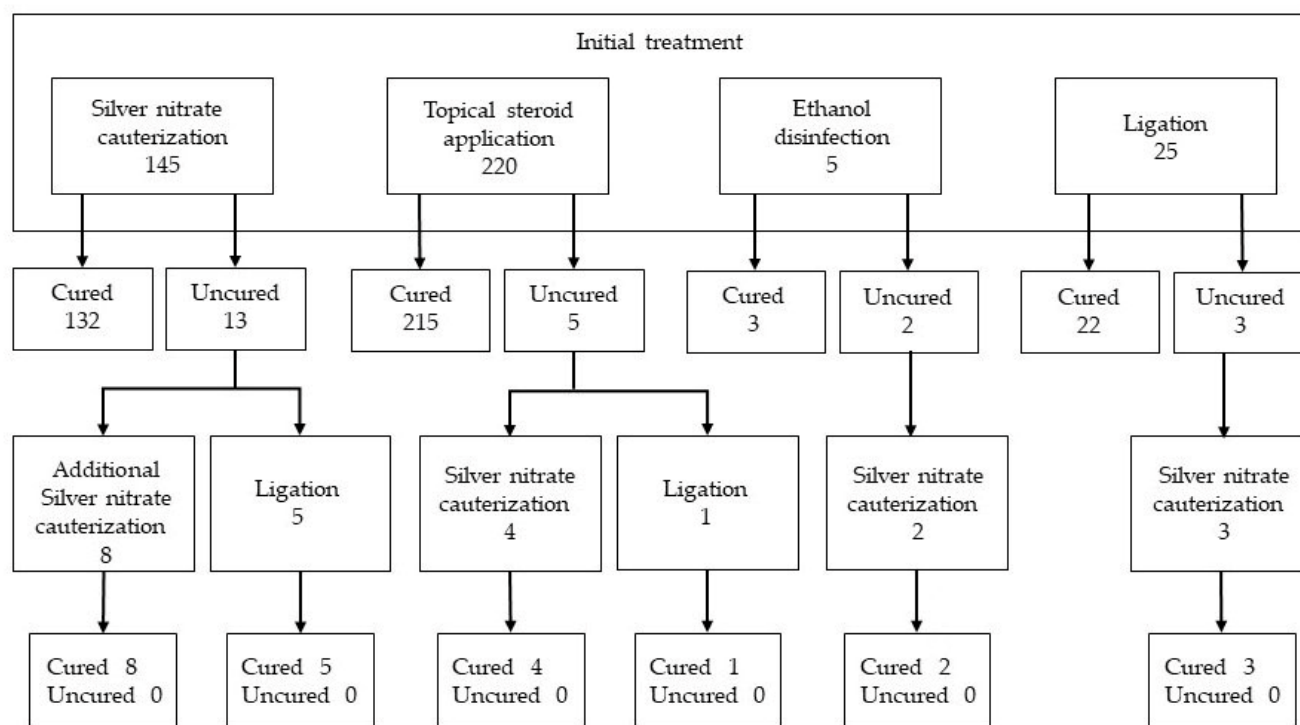 Initial treatment
Silver nitrate
cauterization
145
Topical steroid
application
220
Ethanol
disinfection
5
Ligation
25
Cured
132
Uncured
13
Cured
215
Uncured
5
Cured
3
Uncured
2
Cured
22
Uncured
3
Additional
Silver nitrate
cauterization
8
Ligation
5
Silver nitrate
cauterization
4
Ligation
1
Silver nitrate
cauterization
2
Silver nitrate
cauterization
3
Cured 8
Uncured 0
Cured 5
Uncured 0
Cured 4
Uncured 0
Cured 1
Uncured 0
Cured 2
Uncured 0
Cured 3
Uncured 0